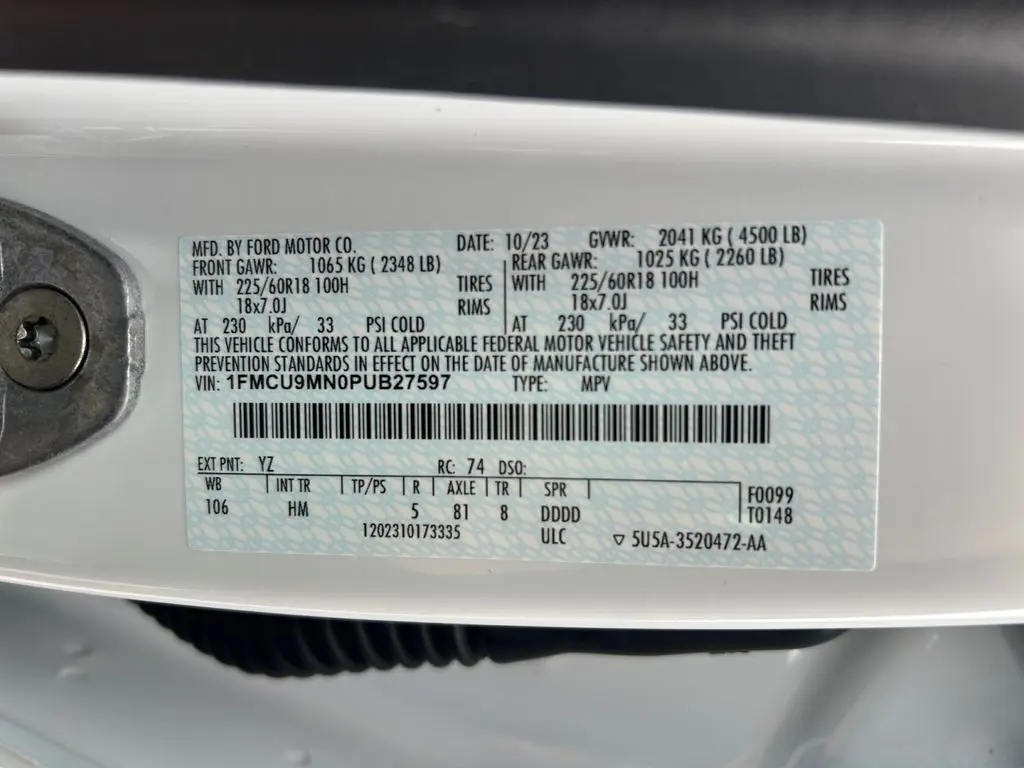 MFD. BY FORD MOTOR CO. DATE: 10/23 GVWR: 2041 KG ( 4500 LB)
FRONT GAWR: 1065 KG ( 2348 LB) REAR GAWR: 1025 KG ( 2260 LB)
WITH 225/60R18 100H TIRES WITH 225/60R18 100H TIRES
18x7.0J RIMS 18x7.0J RIMS
AT 230 kPa/ 33 PSI COLD AT 230 kPa/ 33 PSI COLD
THIS VEHICLE CONFORMS TO ALL APPLICABLE FEDERAL MOTOR VEHICLE SAFETY AND THEFT
PREVENTION STANDARDS IN EFFECT ON THE DATE OF MANUFACTURE SHOWN ABOVE.
VIN: 1FMCU9MN0PUB27597 TYPE: MPV
EXT PNT: YZ RC: 74 DSO:
WB INT TR TP/PS R AXLE TR SPR F0099
106 HM 5 81 8 DDDD T0148
1202310173335 ULC ▽ 5U5A-3520472-AA